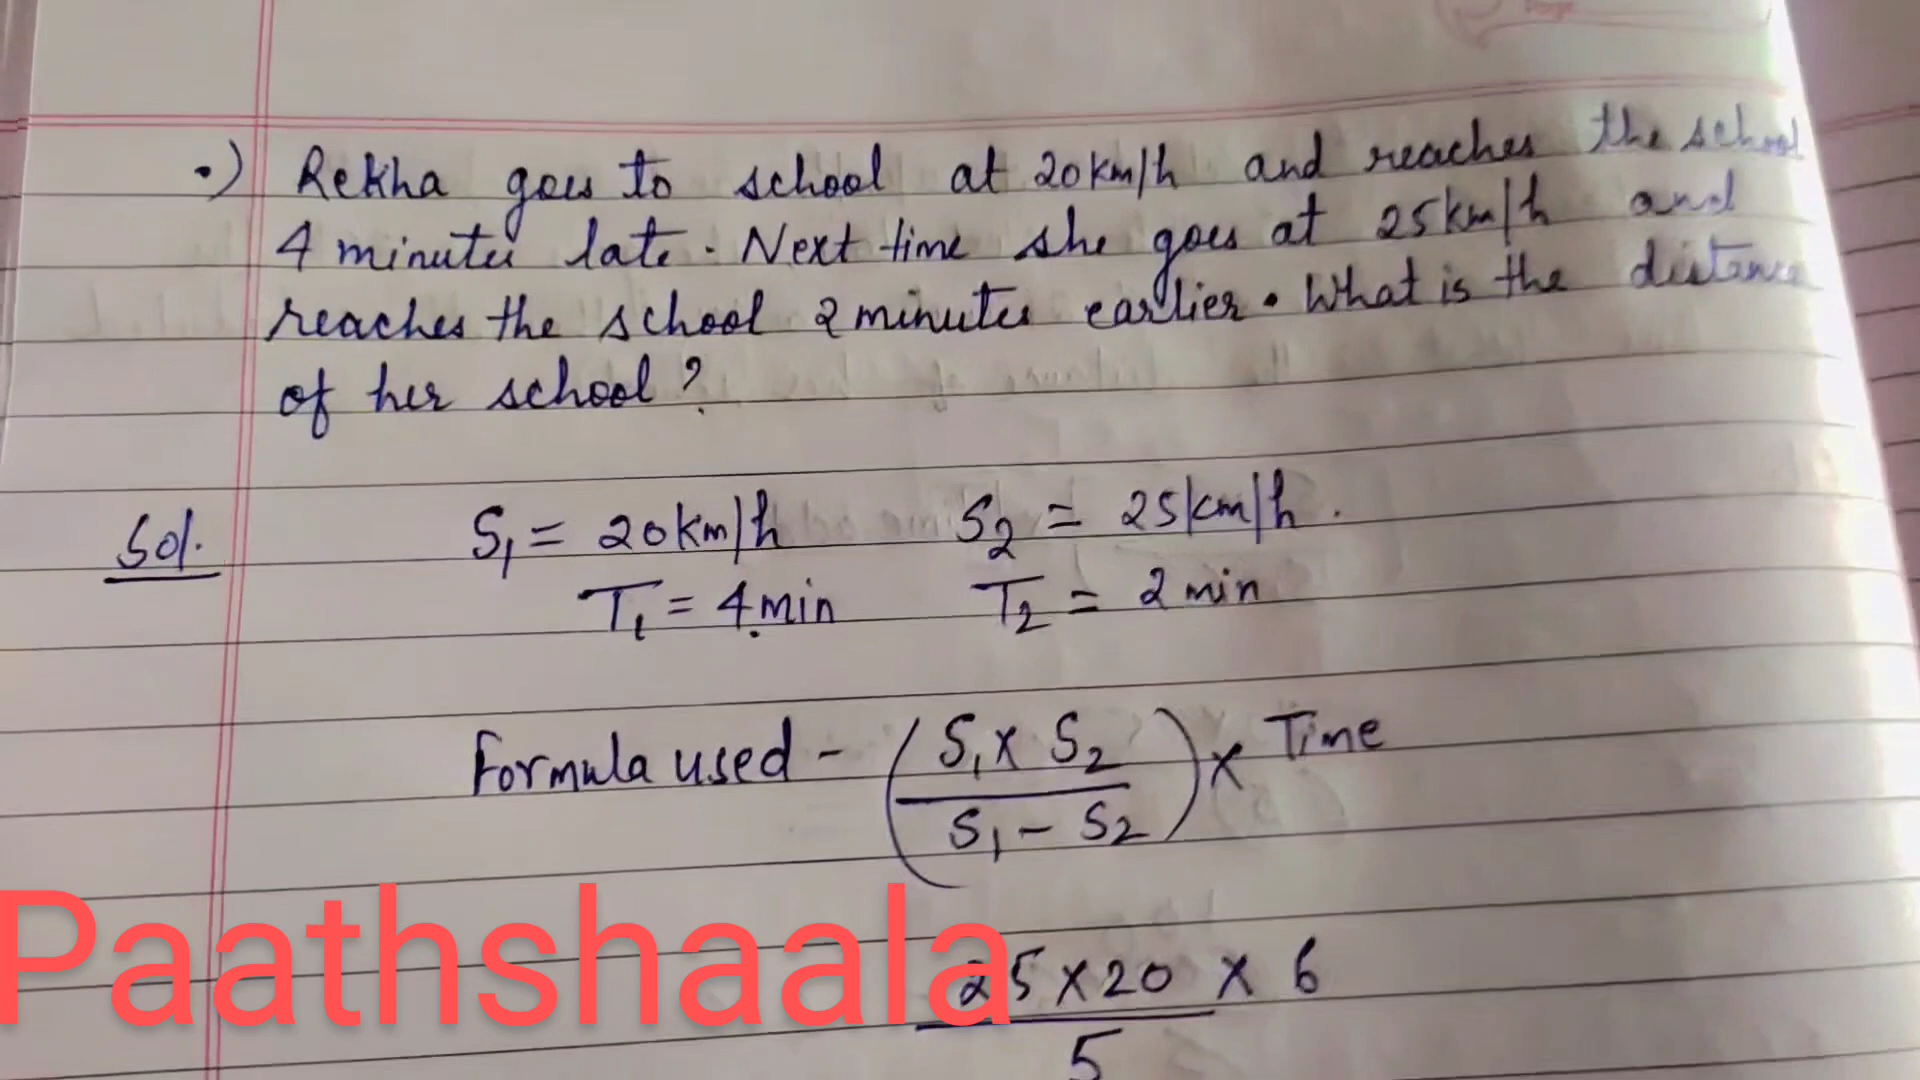 •) Rekha goes to school at 20km/h and reaches the school
4 minutes late. Next time she goes at 25km/h and
reaches the school 2 minutes earlier. What is the distance
of her school?
Sol. S₁ = 20km/h S₂ = 25km/h.
T₁ = 4 min T₂ = 2 min
Formula used - (S₁ x S₂ / S₁ - S₂) x Time
Paathshaala
25 x 20 x 6
5